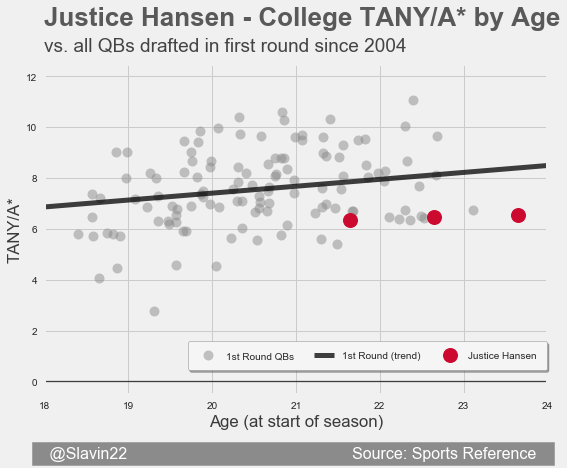 Justice Hansen - College TANY/A* by Age
vs. all QBs drafted in first round since 2004
12
10
8
6
4
2
0
TANY/A*
1st Round QBs
1st Round (trend)
Justice Hansen
18 19 20 21 22 23 24
Age (at start of season)
@Slavin22
Source: Sports Reference